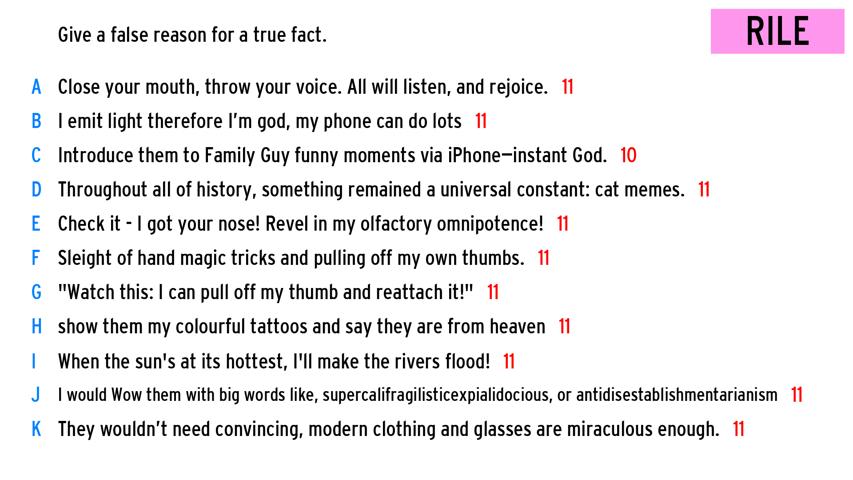 Give a false reason for a true fact.
RILE
A Close your mouth, throw your voice. All will listen, and rejoice. 11
B I emit light therefore I'm god, my phone can do lots 11
C Introduce them to Family Guy funny moments via iPhone—instant God. 10
D Throughout all of history, something remained a universal constant: cat memes. 11
E Check it - I got your nose! Revel in my olfactory omnipotence! 11
F Sleight of hand magic tricks and pulling off my own thumbs. 11
G "Watch this: I can pull off my thumb and reattach it!" 11
H show them my colourful tattoos and say they are from heaven 11
I When the sun's at its hottest, I'll make the rivers flood! 11
J I would Wow them with big words like, supercalifragilisticexpialidocious, or antidisestablishmentarianism 11
K They wouldn’t need convincing, modern clothing and glasses are miraculous enough. 11